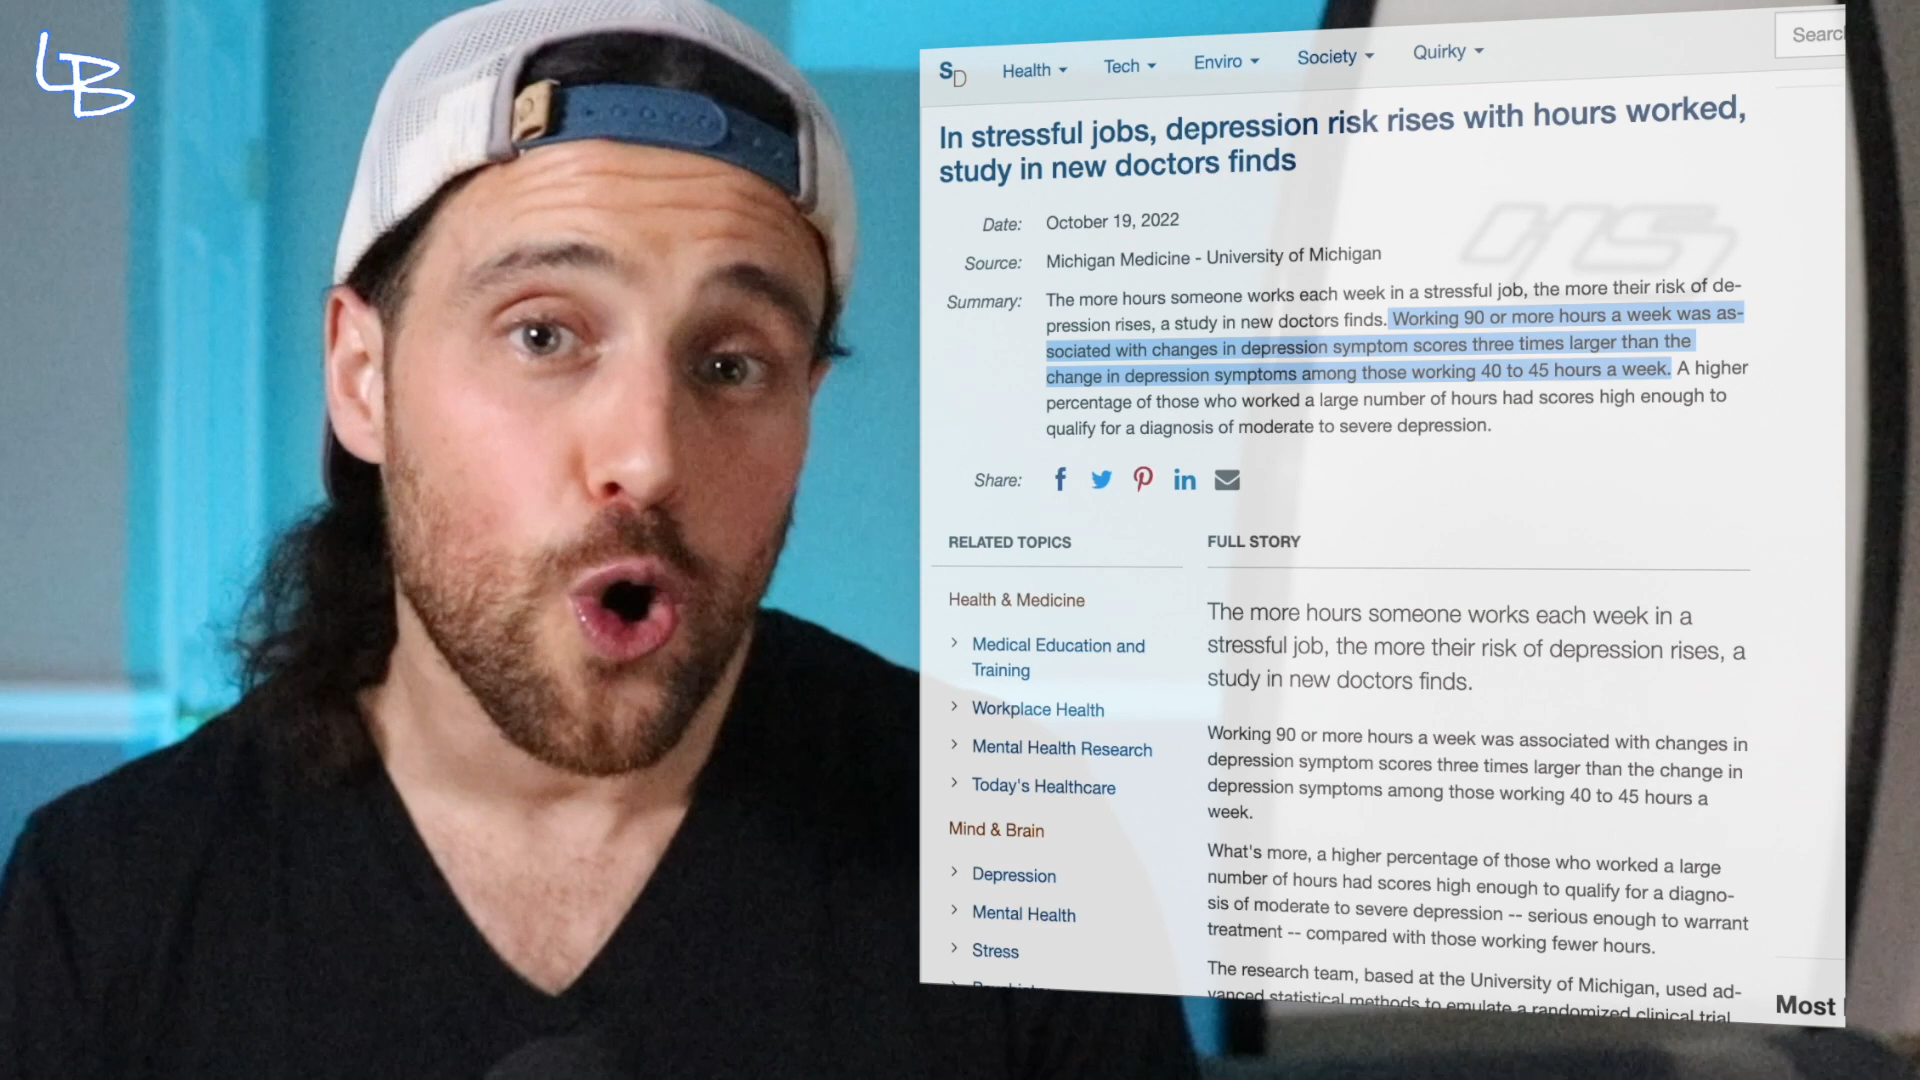 LB
SD Health Tech Enviro Society Quirky
In stressful jobs, depression risk rises with hours worked,
study in new doctors finds
Date: October 19, 2022
Source: Michigan Medicine - University of Michigan
Summary: The more hours someone works each week in a stressful job, the more their risk of de-
pression rises, a study in new doctors finds. Working 90 or more hours a week was as-
sociated with changes in depression symptom scores three times larger than the
change in depression symptoms among those working 40 to 45 hours a week. A higher
percentage of those who worked a large number of hours had scores high enough to
qualify for a diagnosis of moderate to severe depression.
Share: f in
RELATED TOPICS
Health & Medicine
Medical Education and
Training
Workplace Health
Mental Health Research
Today's Healthcare
Mind & Brain
Depression
Mental Health
Stress
FULL STORY
The more hours someone works each week in a
stressful job, the more their risk of depression rises, a
study in new doctors finds.
Working 90 or more hours a week was associated with changes in
depression symptom scores three times larger than the change in
depression symptoms among those working 40 to 45 hours a
week.
What's more, a higher percentage of those who worked a large
number of hours had scores high enough to qualify for a diagno-
sis of moderate to severe depression -- serious enough to warrant
treatment -- compared with those working fewer hours.
The research team, based at the University of Michigan, used ad-
vanced statistical methods to emulate a randomized clinical trial
Most